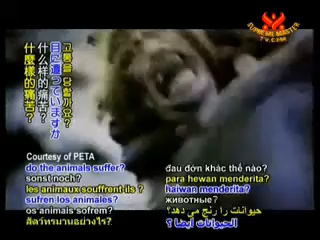 SUPREME MASTER
TV.COM
什麼樣的痛苦？
什么样的痛苦？
目に遭っていますか
고통을 당할까요?
Courtesy of PETA
do the animals suffer?
sonst noch?
les animaux souffrent-ils ?
sufren los animales?
os animais sofrem?
สัตว์ทรมานอย่างไร?
đau đớn khác thế nào?
para hewan menderita?
haiwan menderita?
животные?
حیوانات را رنج می دهد؟
الحيوانات أيضا ؟